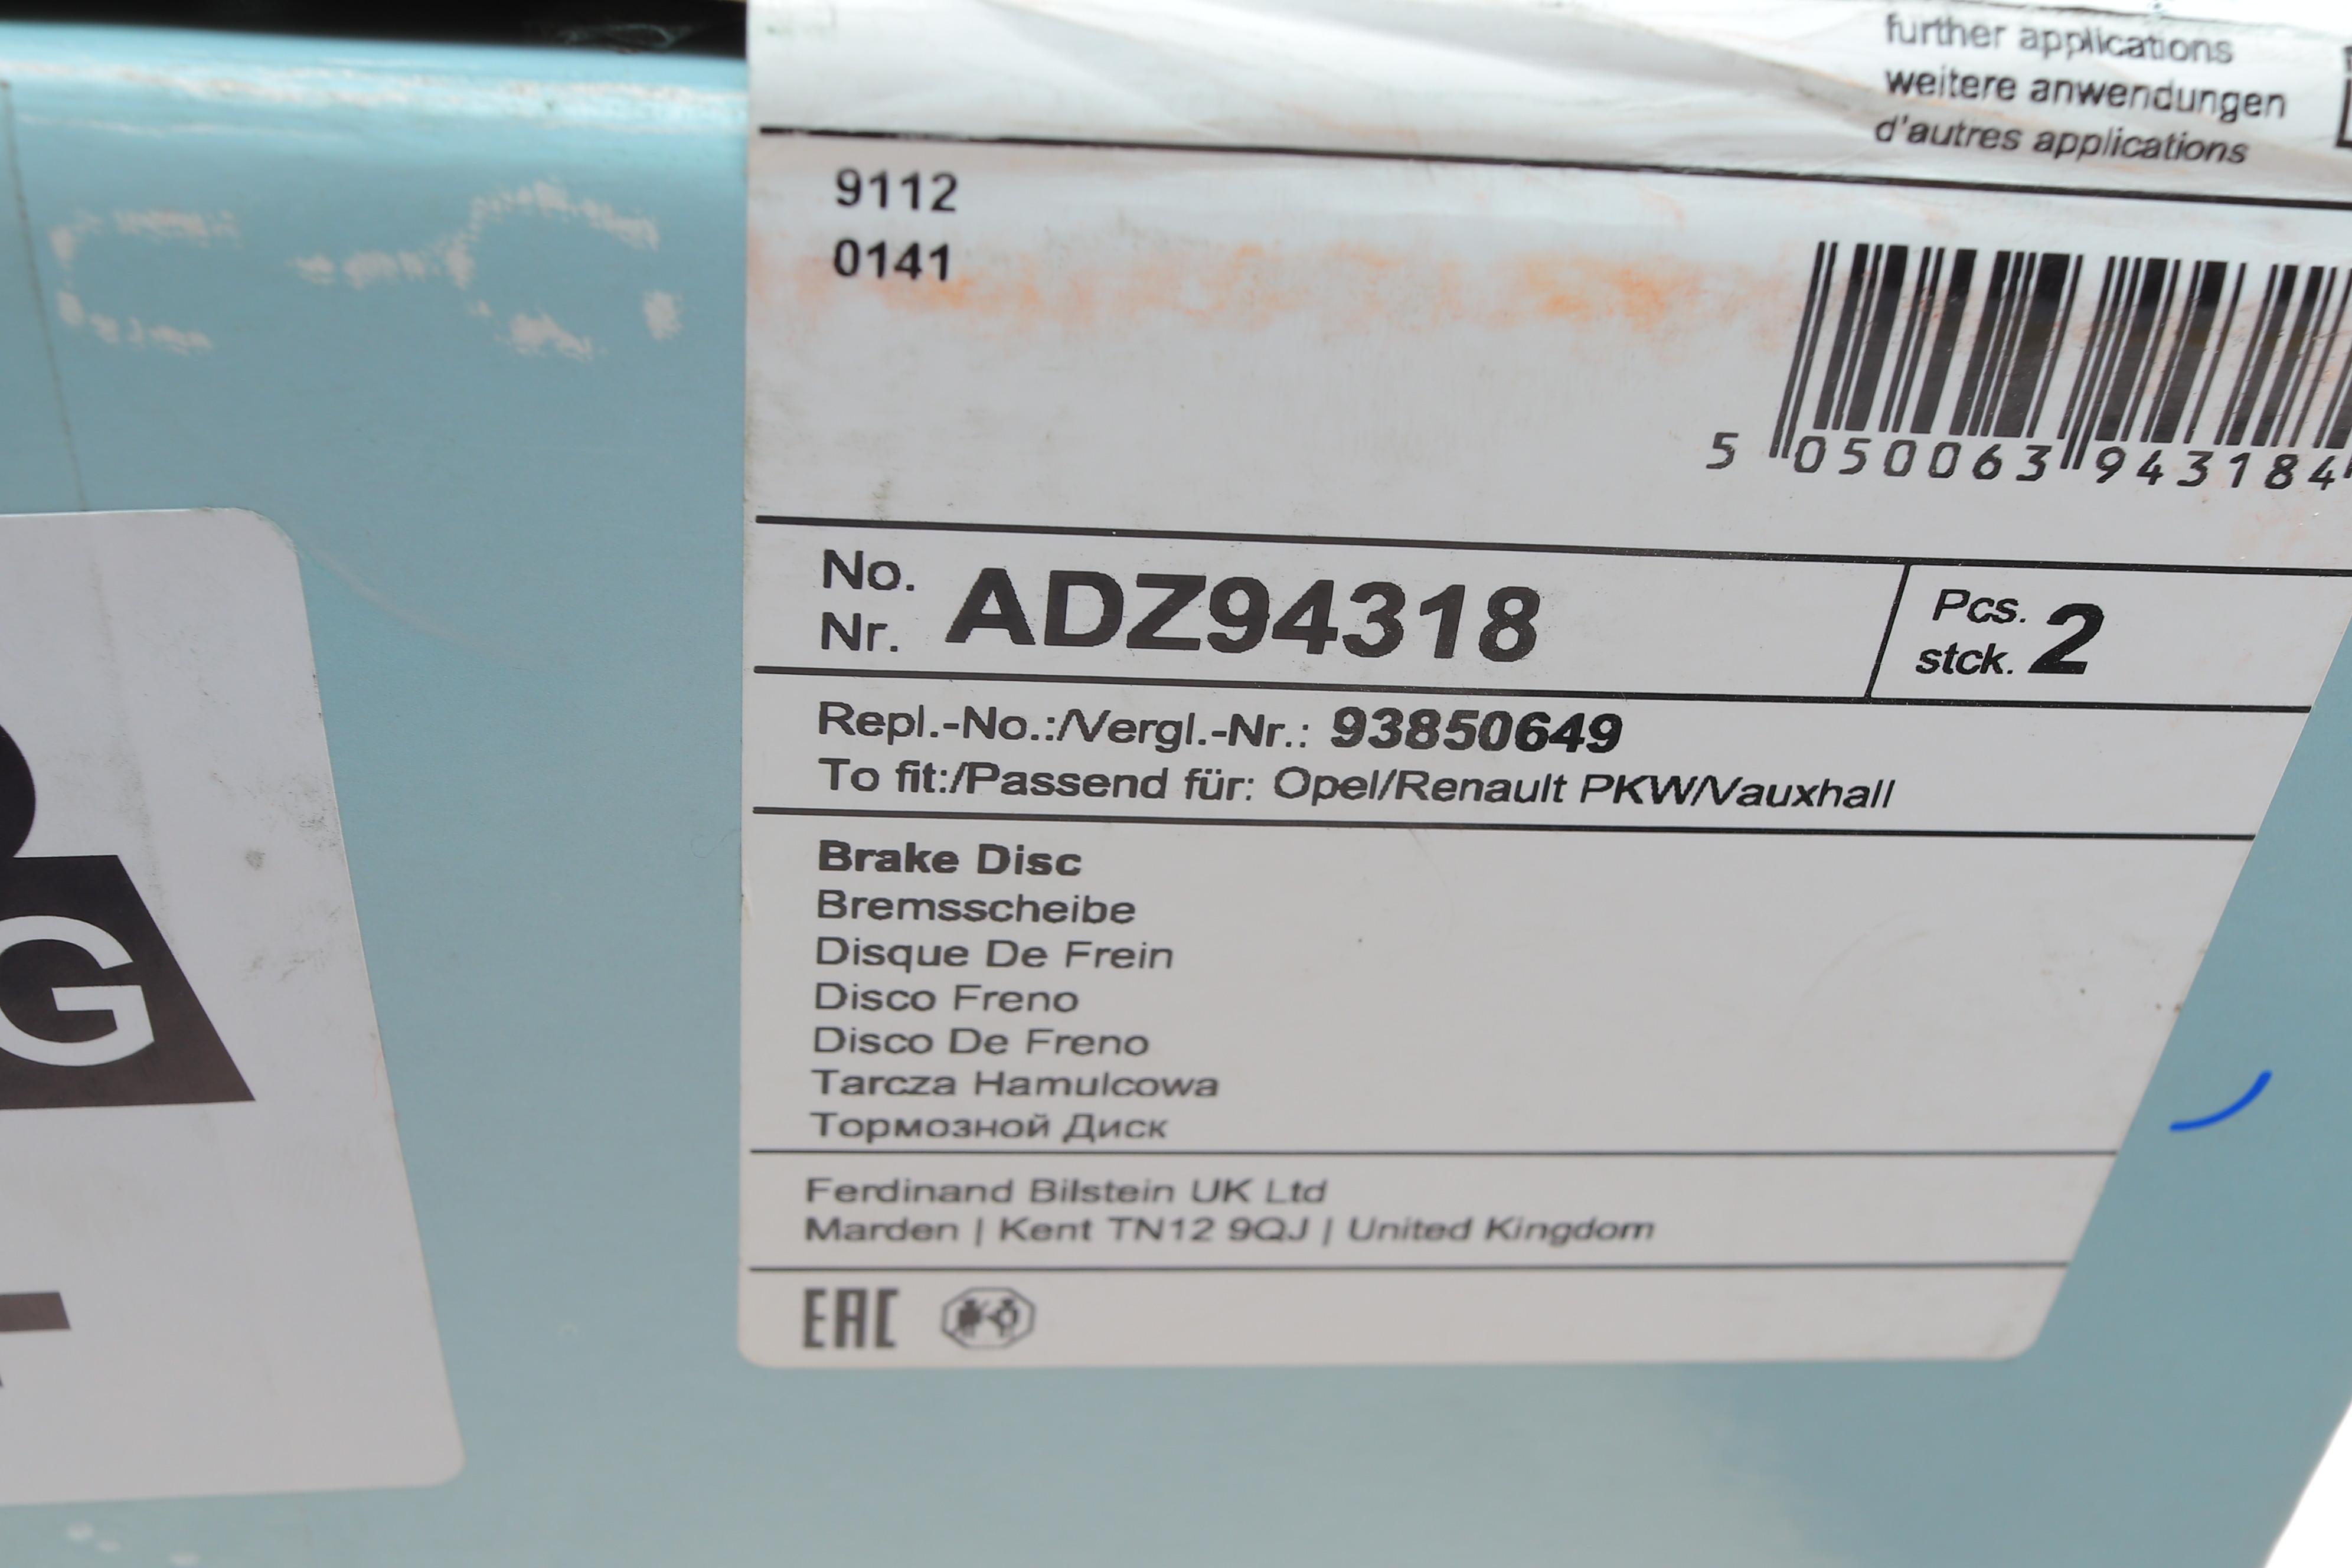 further applications
weitere anwendungen
d'autres applications
9112
0141
5 050063 943184
No.
Nr. ADZ94318
Pcs.
stck. 2
Repl.-No.:/Vergl.-Nr.: 93850649
To fit:/Passend für: Opel/Renault PKW/Vauxhall
Brake Disc
Bremsscheibe
Disque De Frein
Disco Freno
Disco De Freno
Tarcza Hamulcowa
Тормозной Диск
Ferdinand Bilstein UK Ltd
Marden | Kent TN12 9QJ | United Kingdom
EAC
G